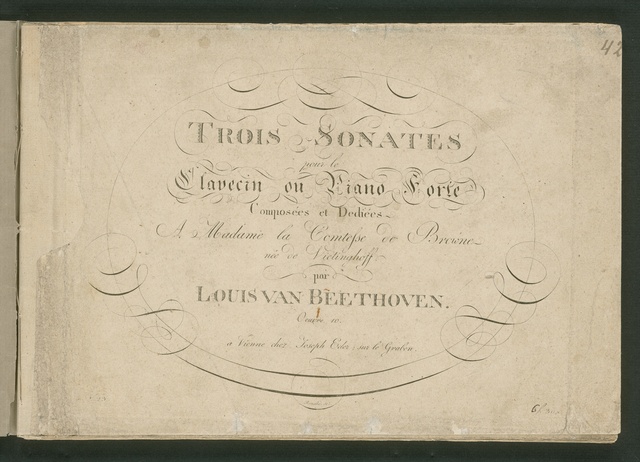 42
TROIS SONATES
pour le
Clavecin ou Piano Forte
Composées et Dediées
A Madame la Comtesse de Browne
née de Vietinghoff
par
LOUIS VAN BEETHOVEN.
Oeuvre 10.
a Vienne chez Joseph Eder sur le Graben